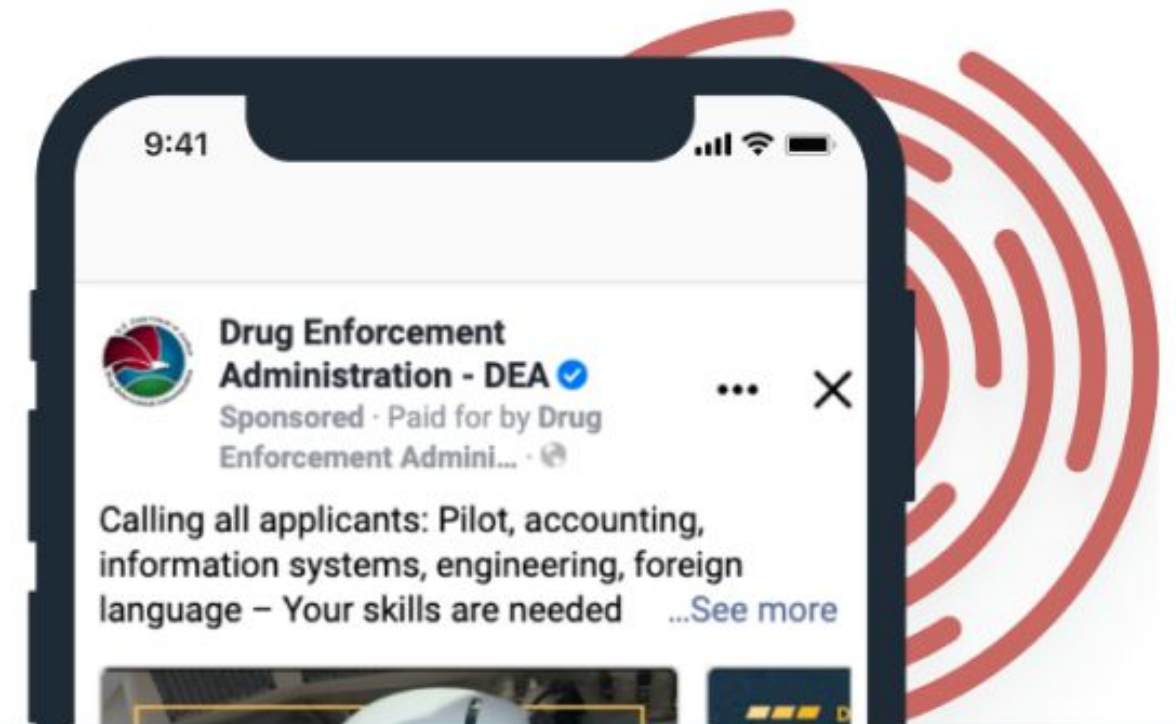 9:41
Drug Enforcement
Administration - DEA
Sponsored · Paid for by Drug
Enforcement Admini... ·
Calling all applicants: Pilot, accounting,
information systems, engineering, foreign
language – Your skills are needed ...See more
D